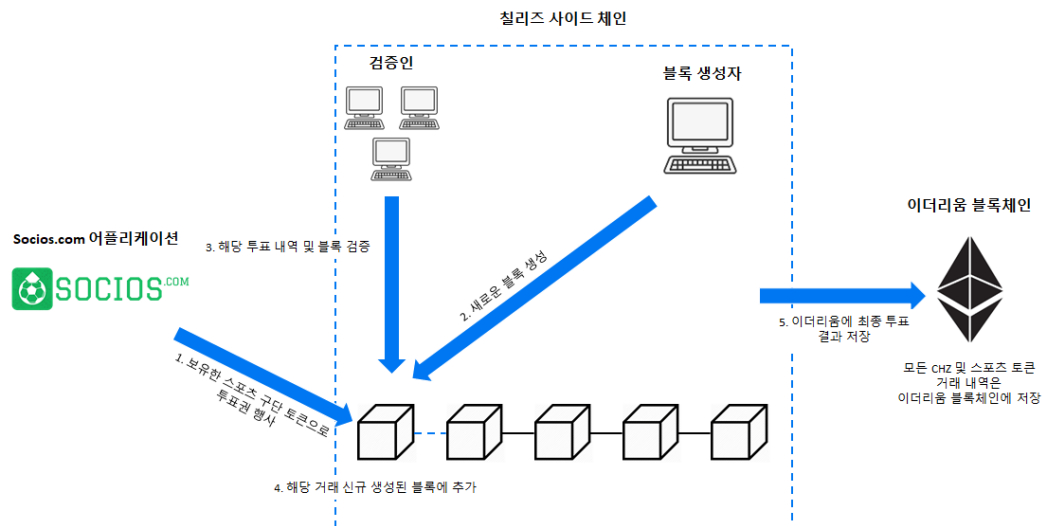 칠리즈 사이드 체인
검증인
블록 생성자
이더리움 블록체인
Socios.com 어플리케이션
SOCIOS.COM
3. 해당 투표 내역 및 블록 검증
2. 새로운 블록 생성
5. 이더리움에 최종 투표
결과 저장
1. 보유한 스포츠 구단 토큰으로
투표권 행사
모든 CHZ 및 스포츠 토큰
거래 내역은
이더리움 블록체인에 저장
4. 해당 거래 신규 생성된 블록에 추가